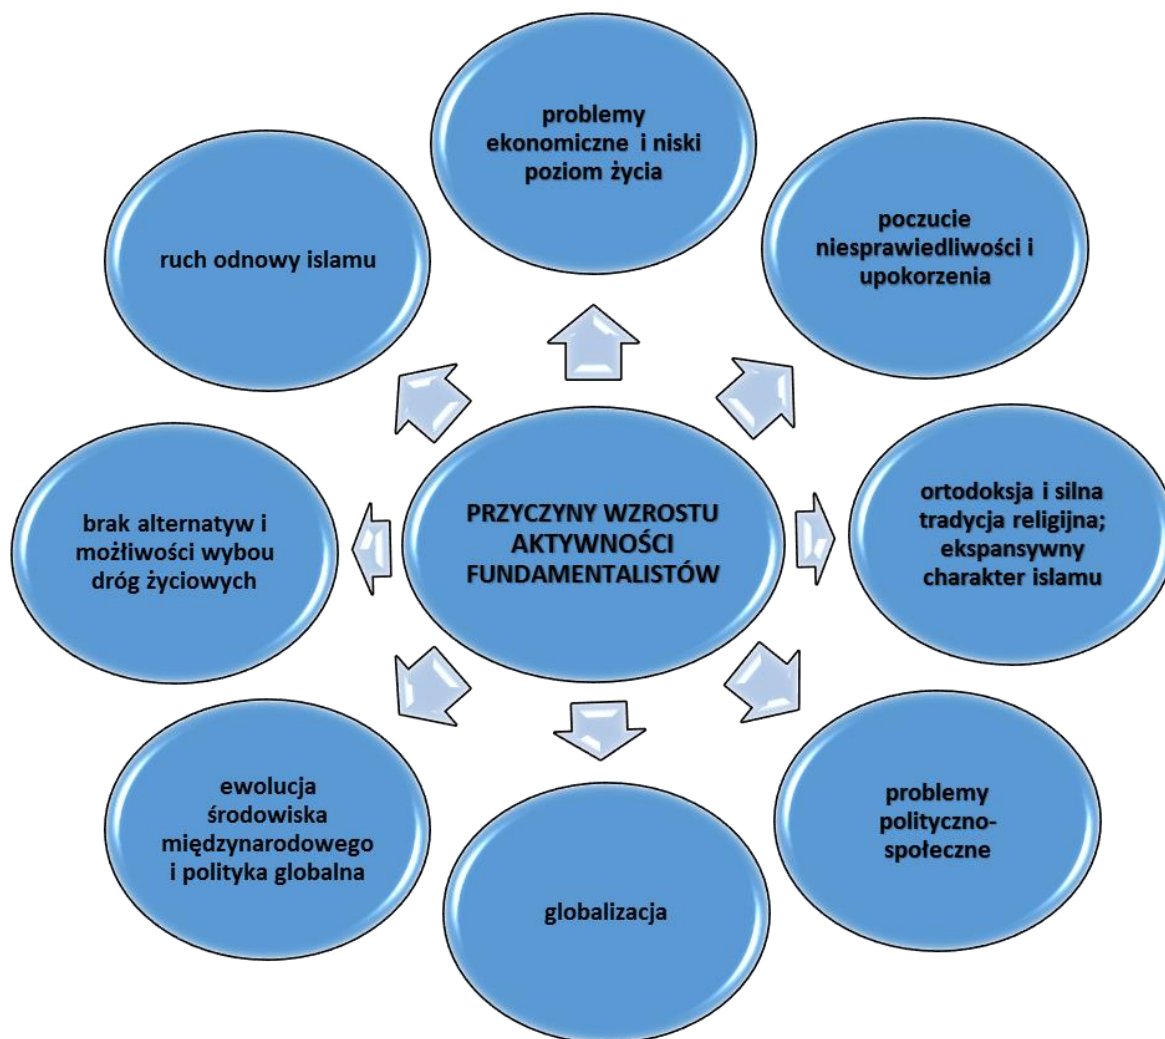 problemy
ekonomiczne i niski
poziom życia
poczucie
niesprawiedliwości i
upokorzenia
ortodoksja i silna
tradycja religijna;
ekspansywny
charakter islamu
problemy
polityczno-
społeczne
globalizacja
ewolucja
środowiska
międzynarodowego
i polityka globalna
brak alternatyw i
możliwości wybou
dróg życiowych
ruch odnowy islamu
PRZYCZYNY WZROSTU
AKTYWNOŚCI
FUNDAMENTALISTÓW